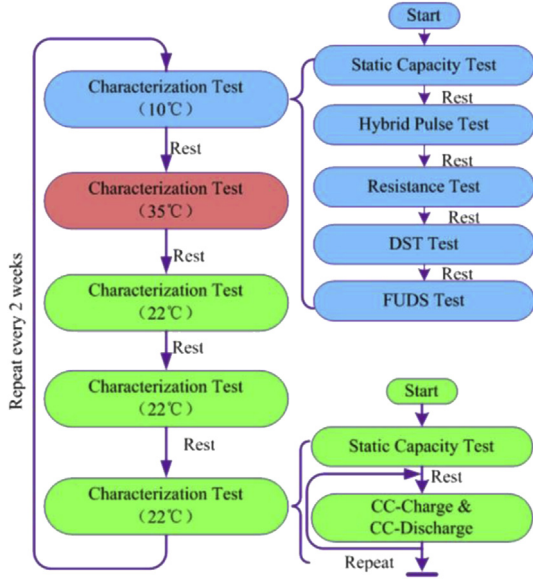 Start
Characterization Test
（10℃）
Static Capacity Test
Rest
Hybrid Pulse Test
Rest
Resistance Test
Rest
DST Test
Rest
FUDS Test
Rest
Characterization Test
（35℃）
Rest
Characterization Test
（22℃）
Rest
Characterization Test
（22℃）
Rest
Characterization Test
（22℃）
Repeat every 2 weeks
Start
Static Capacity Test
Rest
CC-Charge &
CC-Discharge
Repeat